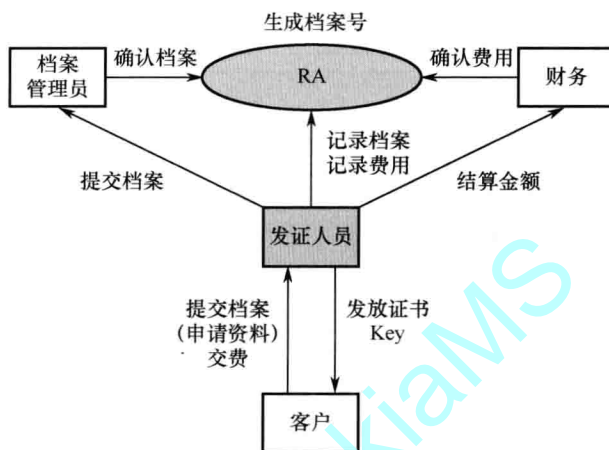 生成档案号
档案
管理员
确认档案
RA
确认费用
财务
提交档案
记录档案
记录费用
结算金额
发证人员
提交档案
(申请资料)
交费
发放证书
Key
客户
kiaMS